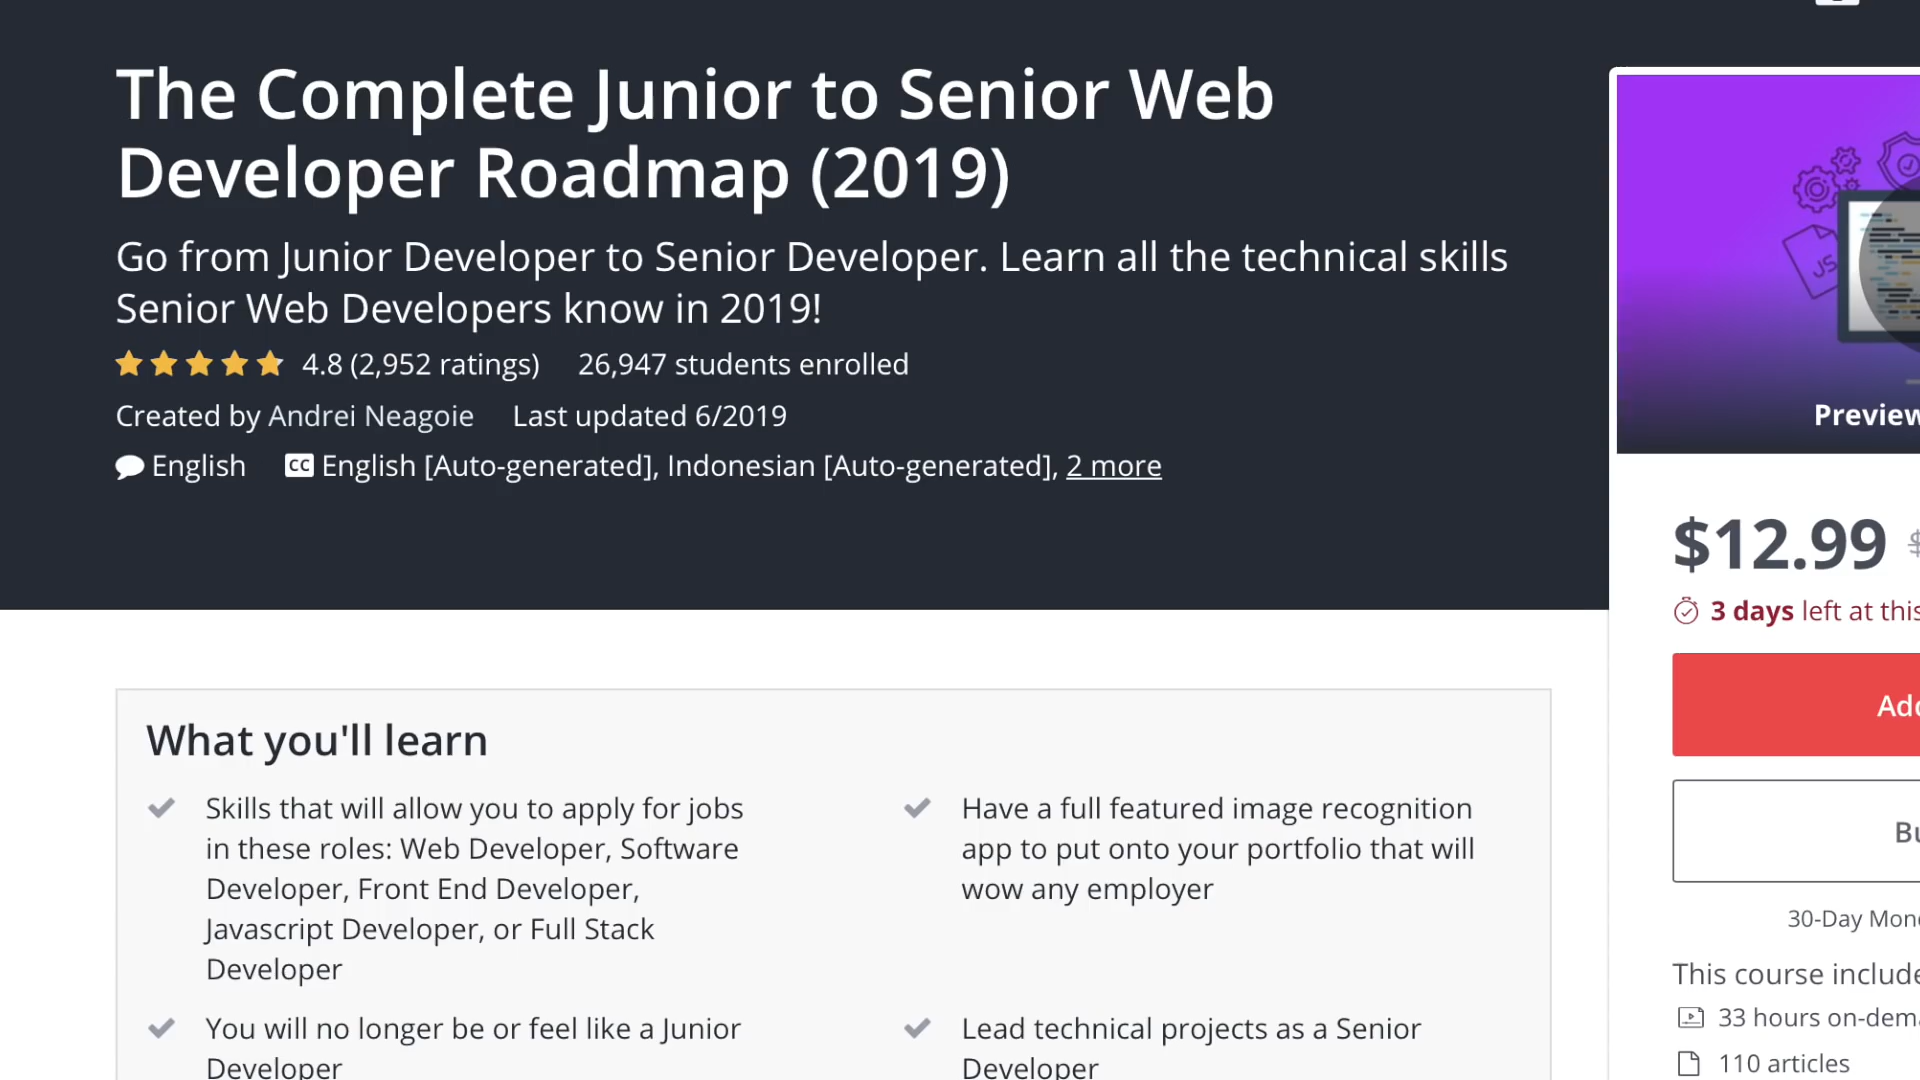 The Complete Junior to Senior Web
Developer Roadmap (2019)
Go from Junior Developer to Senior Developer. Learn all the technical skills
Senior Web Developers know in 2019!
4.8 (2,952 ratings) 26,947 students enrolled
Created by Andrei Neagoie Last updated 6/2019
English CC English [Auto-generated], Indonesian [Auto-generated], 2 more
JS
Preview
$12.99
3 days left at this
What you'll learn
Skills that will allow you to apply for jobs
in these roles: Web Developer, Software
Developer, Front End Developer,
Javascript Developer, or Full Stack
Developer
Have a full featured image recognition
app to put onto your portfolio that will
wow any employer
You will no longer be or feel like a Junior
Developer
Lead technical projects as a Senior
Developer
Add
Bu
30-Day Mon
This course include
33 hours on-dema
110 articles